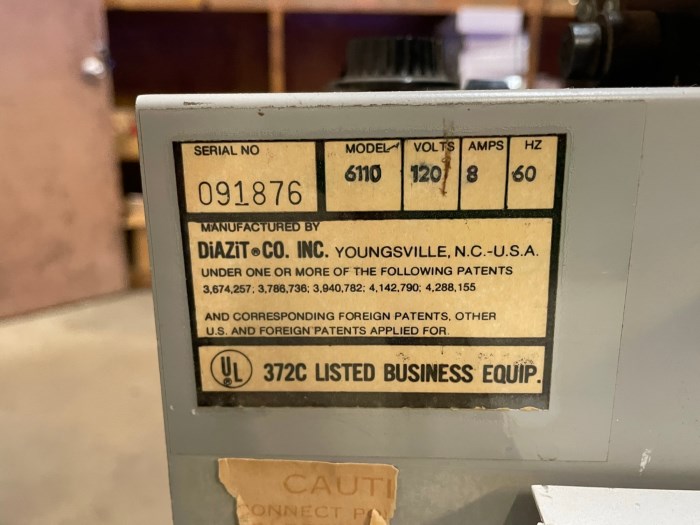 SERIAL NO MODEL VOLTS AMPS HZ
091876 6110 120 8 60
MANUFACTURED BY
DiAZiT ® CO. INC. YOUNGSVILLE, N.C.-U.S.A.
UNDER ONE OR MORE OF THE FOLLOWING PATENTS
3,674,257; 3,786,736; 3,940,782; 4,142,790; 4,288,155
AND CORRESPONDING FOREIGN PATENTS, OTHER
U.S. AND FOREIGN PATENTS APPLIED FOR.
UL ® 372C LISTED BUSINESS EQUIP.
CAUTI
CONNECT